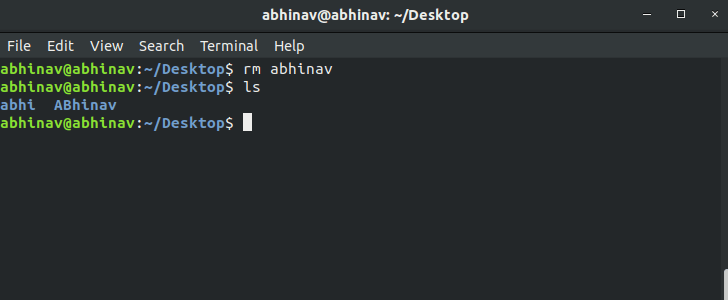 abhinav@abhinav: ~/Desktop
File Edit View Search Terminal Help
abhinav@abhinav:~/Desktop$ rm abhinav
abhinav@abhinav:~/Desktop$ ls
abhi  ABhinav
abhinav@abhinav:~/Desktop$